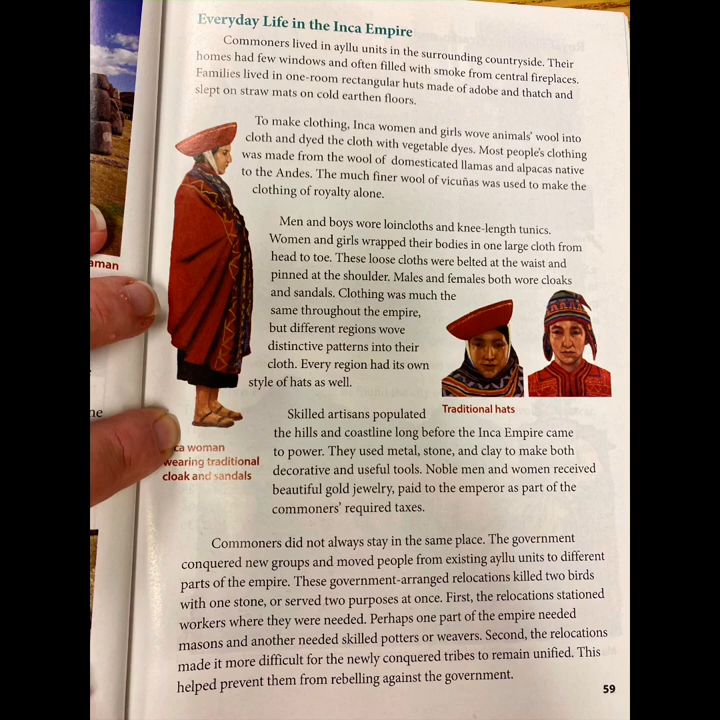 Everyday Life in the Inca Empire
Commoners lived in ayllu units in the surrounding countryside. Their
homes had few windows and often filled with smoke from central fireplaces.
Families lived in one-room rectangular huts made of adobe and thatch and
slept on straw mats on cold earthen floors.
To make clothing, Inca women and girls wove animals' wool into
cloth and dyed the cloth with vegetable dyes. Most people's clothing
was made from the wool of domesticated llamas and alpacas native
to the Andes. The much finer wool of vicuñas was used to make the
clothing of royalty alone.
Men and boys wore loincloths and knee-length tunics.
Women and girls wrapped their bodies in one large cloth from
head to toe. These loose cloths were belted at the waist and
pinned at the shoulder. Males and females both wore cloaks
and sandals. Clothing was much the
same throughout the empire,
but different regions wove
distinctive patterns into their
cloth. Every region had its own
style of hats as well.
Traditional hats
Skilled artisans populated
the hills and coastline long before the Inca Empire came
to power. They used metal, stone, and clay to make both
decorative and useful tools. Noble men and women received
beautiful gold jewelry, paid to the emperor as part of the
commoners' required taxes.
ca woman
wearing traditional
cloak and sandals
Commoners did not always stay in the same place. The government
conquered new groups and moved people from existing ayllu units to different
parts of the empire. These government-arranged relocations killed two birds
with one stone, or served two purposes at once. First, the relocations stationed
workers where they were needed. Perhaps one part of the empire needed
masons and another needed skilled potters or weavers. Second, the relocations
made it more difficult for the newly conquered tribes to remain unified. This
helped prevent them from rebelling against the government.
59
aman
ne